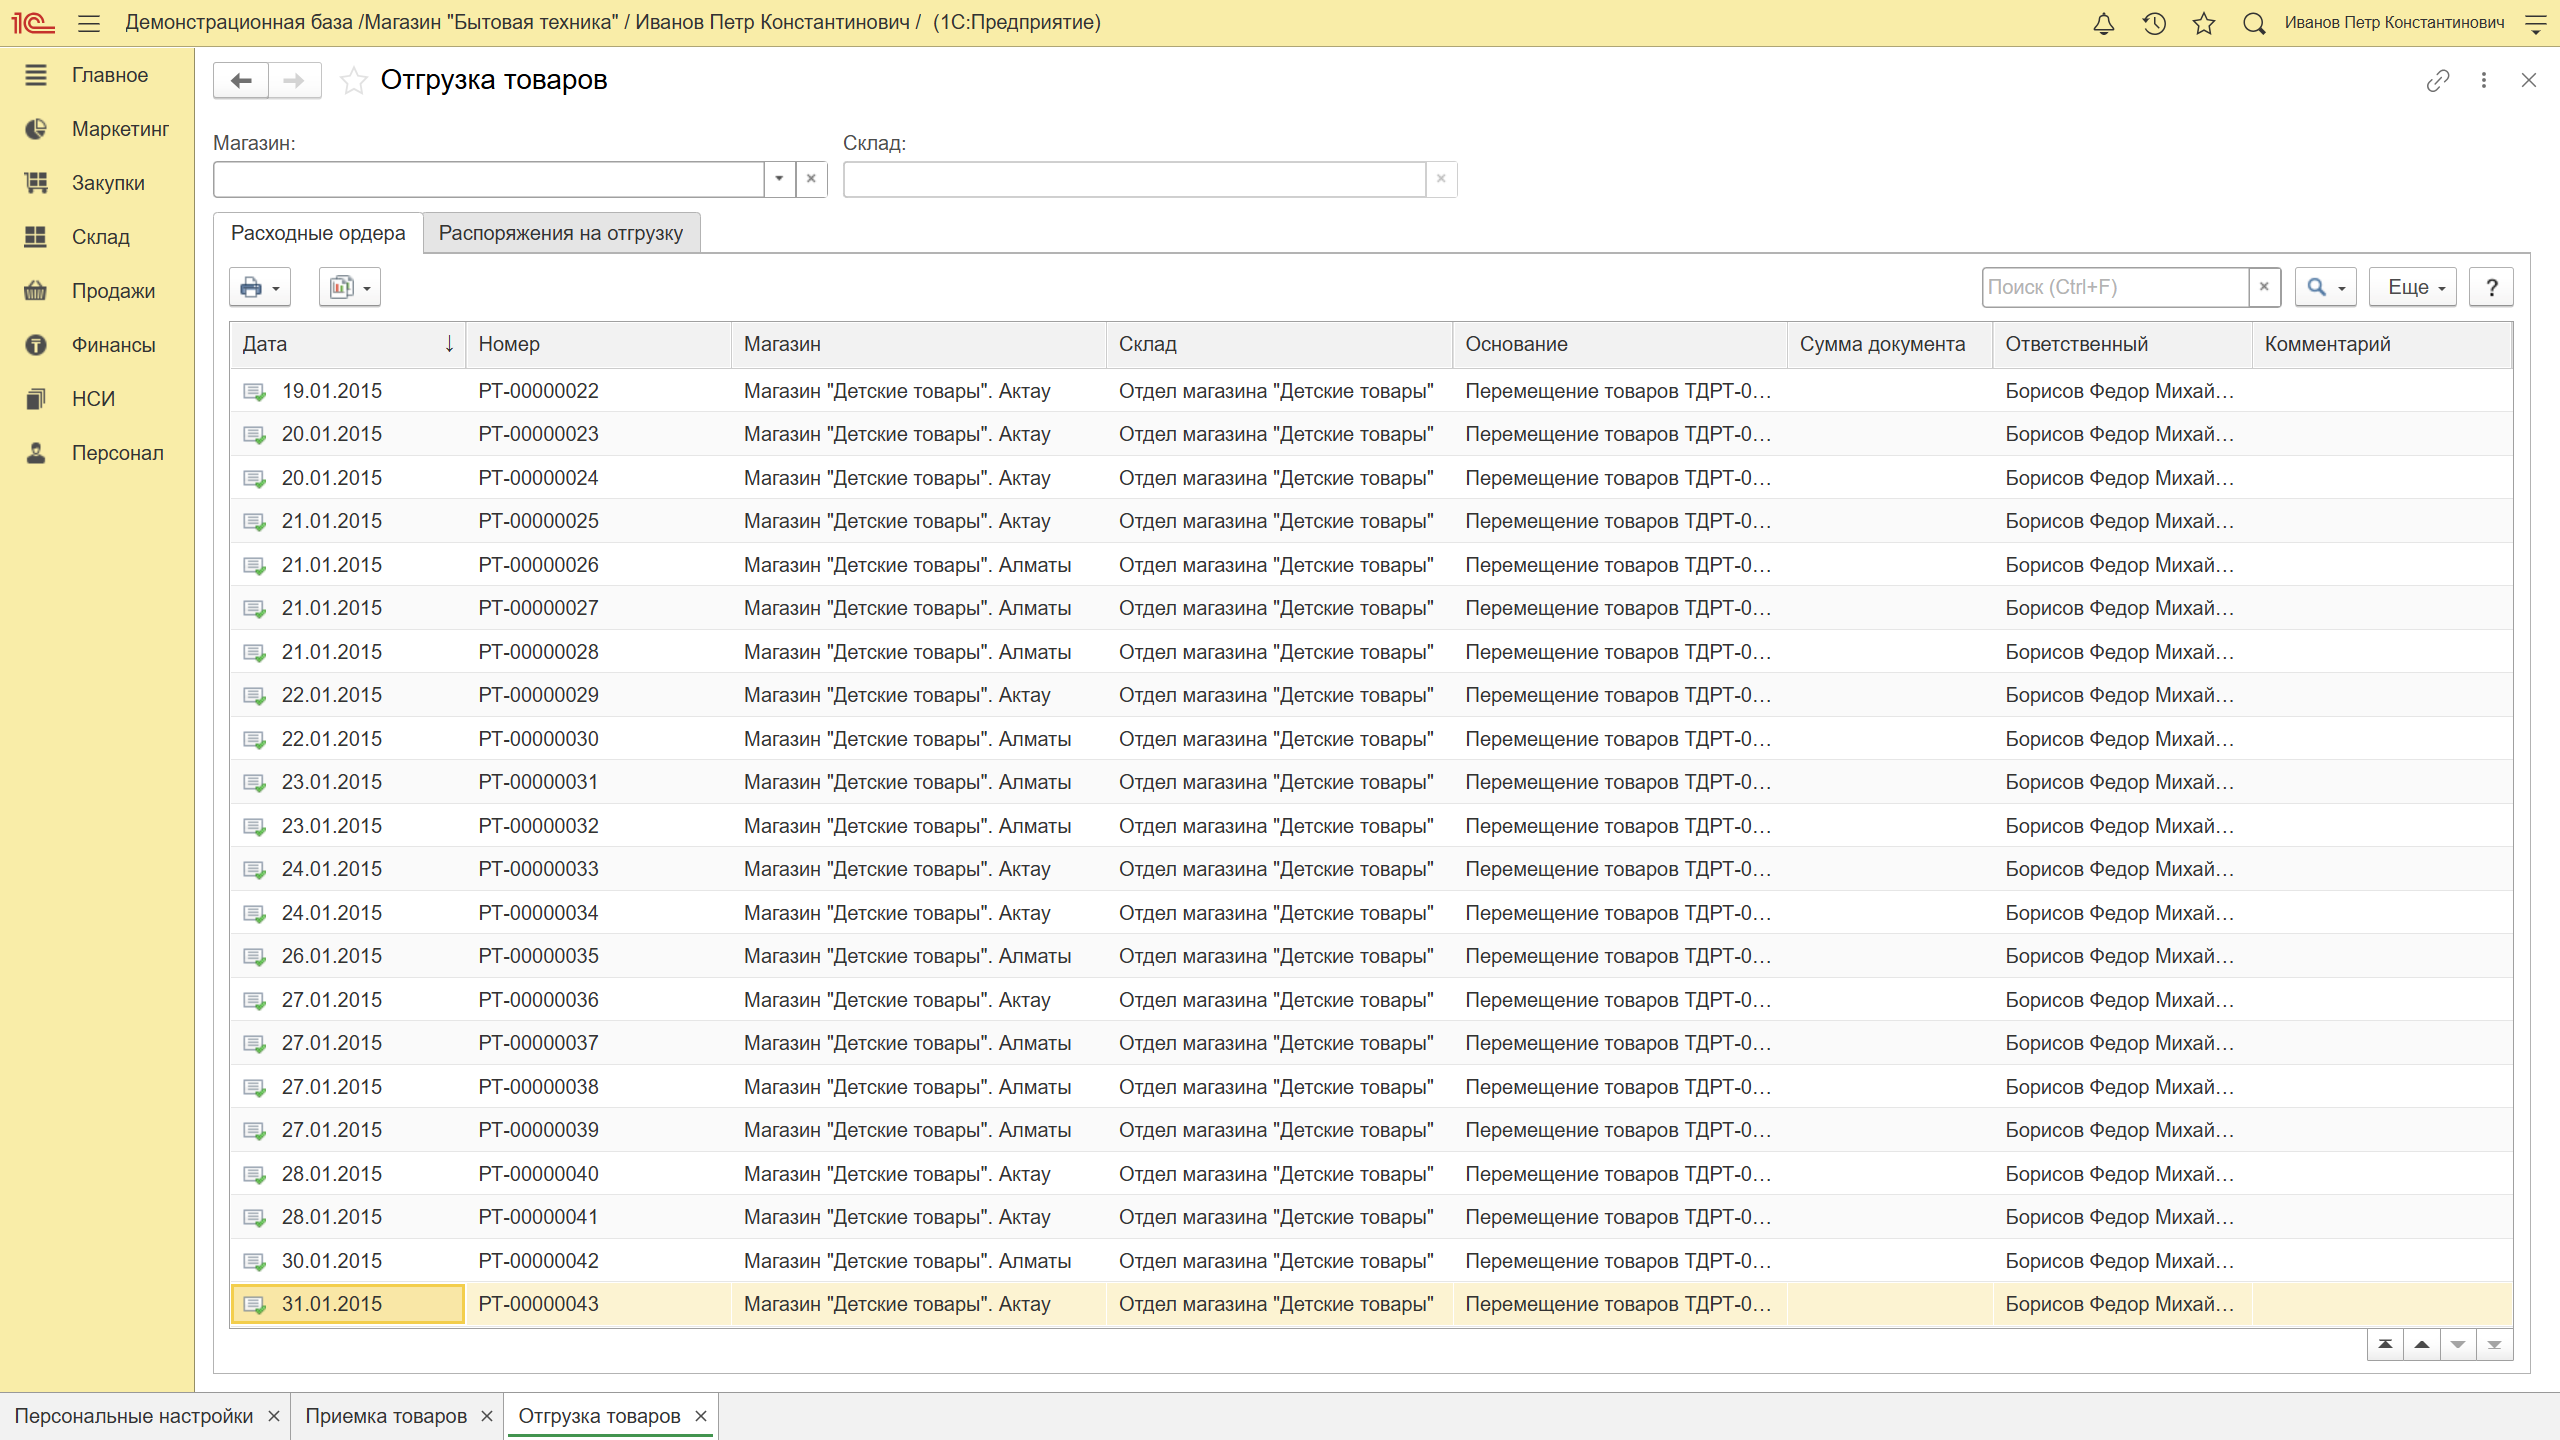 1С Демонстрационная база /Магазин "Бытовая техника" / Иванов Петр Константинович / (1С:Предприятие) Иванов Петр Константинович
Главное
Маркетинг
Закупки
Склад
Продажи
Финансы
НСИ
Персонал
Отгрузка товаров
Магазин: Склад:
Расходные ордера Распоряжения на отгрузку
Поиск (Ctrl+F) × Еще ?
Дата ↓ Номер Магазин Склад Основание Сумма документа Ответственный Комментарий
19.01.2015 РТ-00000022 Магазин "Детские товары". Актау Отдел магазина "Детские товары" Перемещение товаров ТДРТ-0... Борисов Федор Михай...
20.01.2015 РТ-00000023 Магазин "Детские товары". Актау Отдел магазина "Детские товары" Перемещение товаров ТДРТ-0... Борисов Федор Михай...
20.01.2015 РТ-00000024 Магазин "Детские товары". Актау Отдел магазина "Детские товары" Перемещение товаров ТДРТ-0... Борисов Федор Михай...
21.01.2015 РТ-00000025 Магазин "Детские товары". Актау Отдел магазина "Детские товары" Перемещение товаров ТДРТ-0... Борисов Федор Михай...
21.01.2015 РТ-00000026 Магазин "Детские товары". Алматы Отдел магазина "Детские товары" Перемещение товаров ТДРТ-0... Борисов Федор Михай...
21.01.2015 РТ-00000027 Магазин "Детские товары". Алматы Отдел магазина "Детские товары" Перемещение товаров ТДРТ-0... Борисов Федор Михай...
21.01.2015 РТ-00000028 Магазин "Детские товары". Алматы Отдел магазина "Детские товары" Перемещение товаров ТДРТ-0... Борисов Федор Михай...
22.01.2015 РТ-00000029 Магазин "Детские товары". Актау Отдел магазина "Детские товары" Перемещение товаров ТДРТ-0... Борисов Федор Михай...
22.01.2015 РТ-00000030 Магазин "Детские товары". Алматы Отдел магазина "Детские товары" Перемещение товаров ТДРТ-0... Борисов Федор Михай...
23.01.2015 РТ-00000031 Магазин "Детские товары". Алматы Отдел магазина "Детские товары" Перемещение товаров ТДРТ-0... Борисов Федор Михай...
23.01.2015 РТ-00000032 Магазин "Детские товары". Алматы Отдел магазина "Детские товары" Перемещение товаров ТДРТ-0... Борисов Федор Михай...
24.01.2015 РТ-00000033 Магазин "Детские товары". Актау Отдел магазина "Детские товары" Перемещение товаров ТДРТ-0... Борисов Федор Михай...
24.01.2015 РТ-00000034 Магазин "Детские товары". Актау Отдел магазина "Детские товары" Перемещение товаров ТДРТ-0... Борисов Федор Михай...
26.01.2015 РТ-00000035 Магазин "Детские товары". Алматы Отдел магазина "Детские товары" Перемещение товаров ТДРТ-0... Борисов Федор Михай...
27.01.2015 РТ-00000036 Магазин "Детские товары". Актау Отдел магазина "Детские товары" Перемещение товаров ТДРТ-0... Борисов Федор Михай...
27.01.2015 РТ-00000037 Магазин "Детские товары". Алматы Отдел магазина "Детские товары" Перемещение товаров ТДРТ-0... Борисов Федор Михай...
27.01.2015 РТ-00000038 Магазин "Детские товары". Алматы Отдел магазина "Детские товары" Перемещение товаров ТДРТ-0... Борисов Федор Михай...
27.01.2015 РТ-00000039 Магазин "Детские товары". Алматы Отдел магазина "Детские товары" Перемещение товаров ТДРТ-0... Борисов Федор Михай...
28.01.2015 РТ-00000040 Магазин "Детские товары". Актау Отдел магазина "Детские товары" Перемещение товаров ТДРТ-0... Борисов Федор Михай...
28.01.2015 РТ-00000041 Магазин "Детские товары". Актау Отдел магазина "Детские товары" Перемещение товаров ТДРТ-0... Борисов Федор Михай...
30.01.2015 РТ-00000042 Магазин "Детские товары". Алматы Отдел магазина "Детские товары" Перемещение товаров ТДРТ-0... Борисов Федор Михай...
31.01.2015 РТ-00000043 Магазин "Детские товары". Актау Отдел магазина "Детские товары" Перемещение товаров ТДРТ-0... Борисов Федор Михай...
Персональные настройки × Приемка товаров × Отгрузка товаров ×